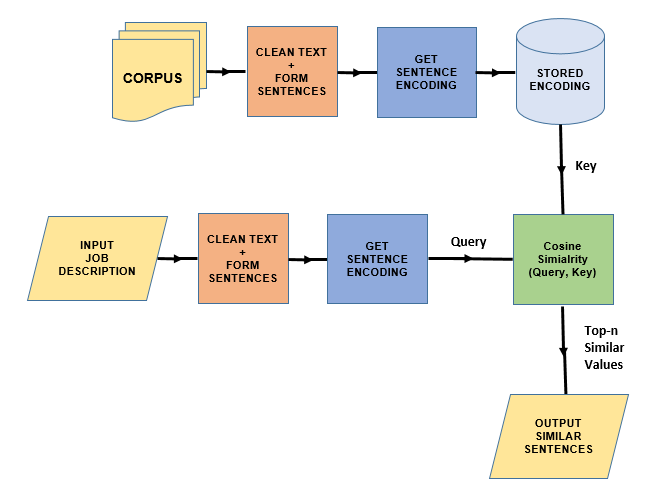 CORPUS
CLEAN TEXT
+
FORM
SENTENCES
GET
SENTENCE
ENCODING
STORED
ENCODING
Key
INPUT
JOB
DESCRIPTION
CLEAN TEXT
+
FORM
SENTENCES
GET
SENTENCE
ENCODING
Query
Cosine
Simialrity
(Query, Key)
Top-n
Similar
Values
OUTPUT
SIMILAR
SENTENCES